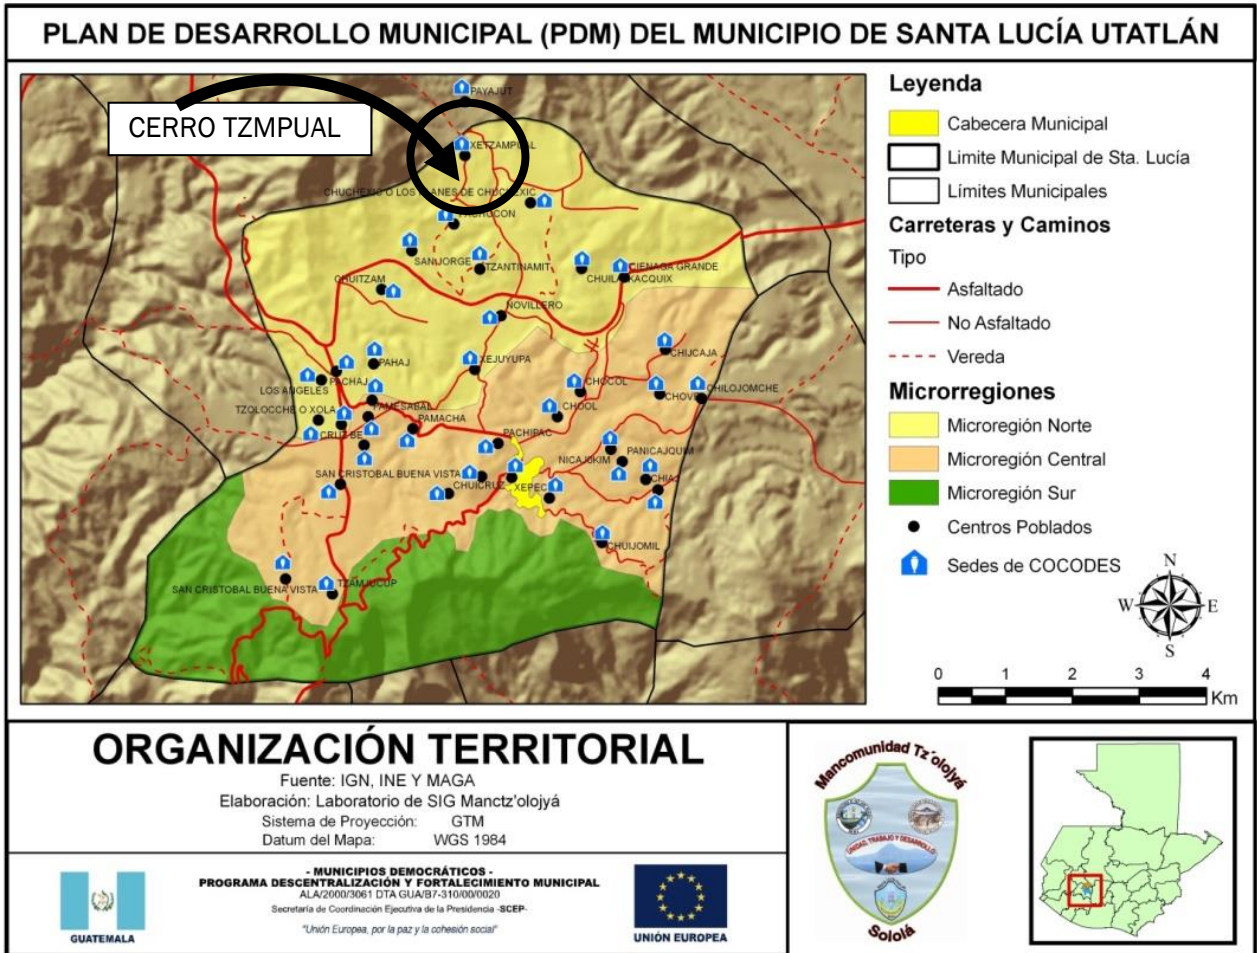 PLAN DE DESARROLLO MUNICIPAL (PDM) DEL MUNICIPIO DE SANTA LUCÍA UTATLÁN
CERRO TZMPUAL
PAYAJUT
XETZAMPUAL
CHUCHEXIC O LOS PLANES DE CHUCHEXIC
SAN JORGE
TZANTINAMIT
CIENAGA GRANDE
CHUILA KACQUIX
CHUITZAM
NOVILLERO
CHIJCAJA
PAHAJ
XEJUYUPA
LOS ANGELES
PACHAJ
CHOCOL
CHILOJOMCHE
TZOLOCCHE O XOLA
PAMESABAL
CHOOL
PAMACHA
CRUZ BE
PACHIPAC
PANICAJQUIM
SAN CRISTOBAL BUENA VISTA
CHUICRUZ
XEPEC
CHUIJOMIL
SAN CRISTOBAL BUENA VISTA
TZAMJUCUP
Leyenda
Cabecera Municipal
Limite Municipal de Sta. Lucía
Límites Municipales
Carreteras y Caminos
Tipo
Asfaltado
No Asfaltado
Vereda
Microrregiones
Microregión Norte
Microregión Central
Microregión Sur
Centros Poblados
Sedes de COCODES
N
W E
S
0 1 2 3 4
Km
ORGANIZACIÓN TERRITORIAL
Fuente: IGN, INE Y MAGA
Elaboración: Laboratorio de SIG Manctz'olojyá
Sistema de Proyección: GTM
Datum del Mapa: WGS 1984
- MUNICIPIOS DEMOCRÁTICOS -
PROGRAMA DESCENTRALIZACIÓN Y FORTALECIMIENTO MUNICIPAL
ALA/2000/3061 DTA GUA/B7-310/00/0020
Secretaría de Coordinación Ejecutiva de la Presidencia -SCEP-
"Unión Europea, por la paz y la cohesión social"
GUATEMALA
UNIÓN EUROPEA
Mancomunidad Tz´olojyá
UNIDAD, TRABAJO Y DESARROLLO
Sololá